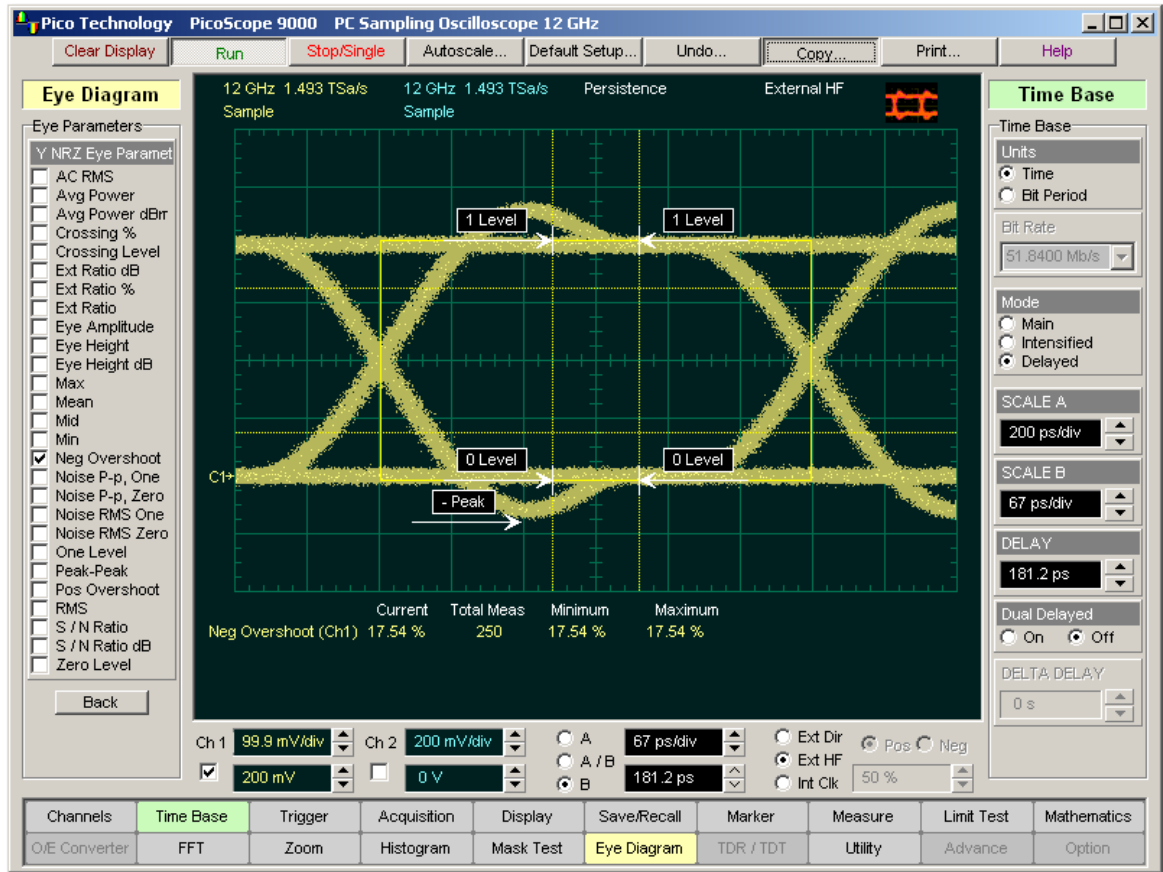 Pico Technology PicoScope 9000 PC Sampling Oscilloscope 12 GHz
Clear Display Run Stop/Single Autoscale... Default Setup... Undo... Copy... Print... Help
Eye Diagram
Eye Parameters
Y NRZ Eye Paramet
AC RMS
Avg Power
Avg Power dBm
Crossing %
Crossing Level
Ext Ratio dB
Ext Ratio %
Ext Ratio
Eye Amplitude
Eye Height
Eye Height dB
Max
Mean
Mid
Min
Neg Overshoot
Noise P-p, One
Noise P-p, Zero
Noise RMS One
Noise RMS Zero
One Level
Peak-Peak
Pos Overshoot
RMS
S / N Ratio
S / N Ratio dB
Zero Level
Back
12 GHz 1.493 TSa/s 12 GHz 1.493 TSa/s Persistence External HF
Sample Sample
1 Level 1 Level
C1
0 Level 0 Level
- Peak
Current Total Meas Minimum Maximum
Neg Overshoot (Ch1) 17.54 % 250 17.54 % 17.54 %
Time Base
Time Base
Units
Time
Bit Period
Bit Rate
51.8400 Mb/s
Mode
Main
Intensified
Delayed
SCALE A
200 ps/div
SCALE B
67 ps/div
DELAY
181.2 ps
Dual Delayed
On Off
DELTA DELAY
0 s
Ch 1 99.9 mV/div Ch 2 200 mV/div A 67 ps/div Ext Dir Pos Neg
A / B Ext HF
200 mV 0 V B 181.2 ps Int Clk 50 %
Channels Time Base Trigger Acquisition Display Save/Recall Marker Measure Limit Test Mathematics
O/E Converter FFT Zoom Histogram Mask Test Eye Diagram TDR / TDT Utility Advance Option